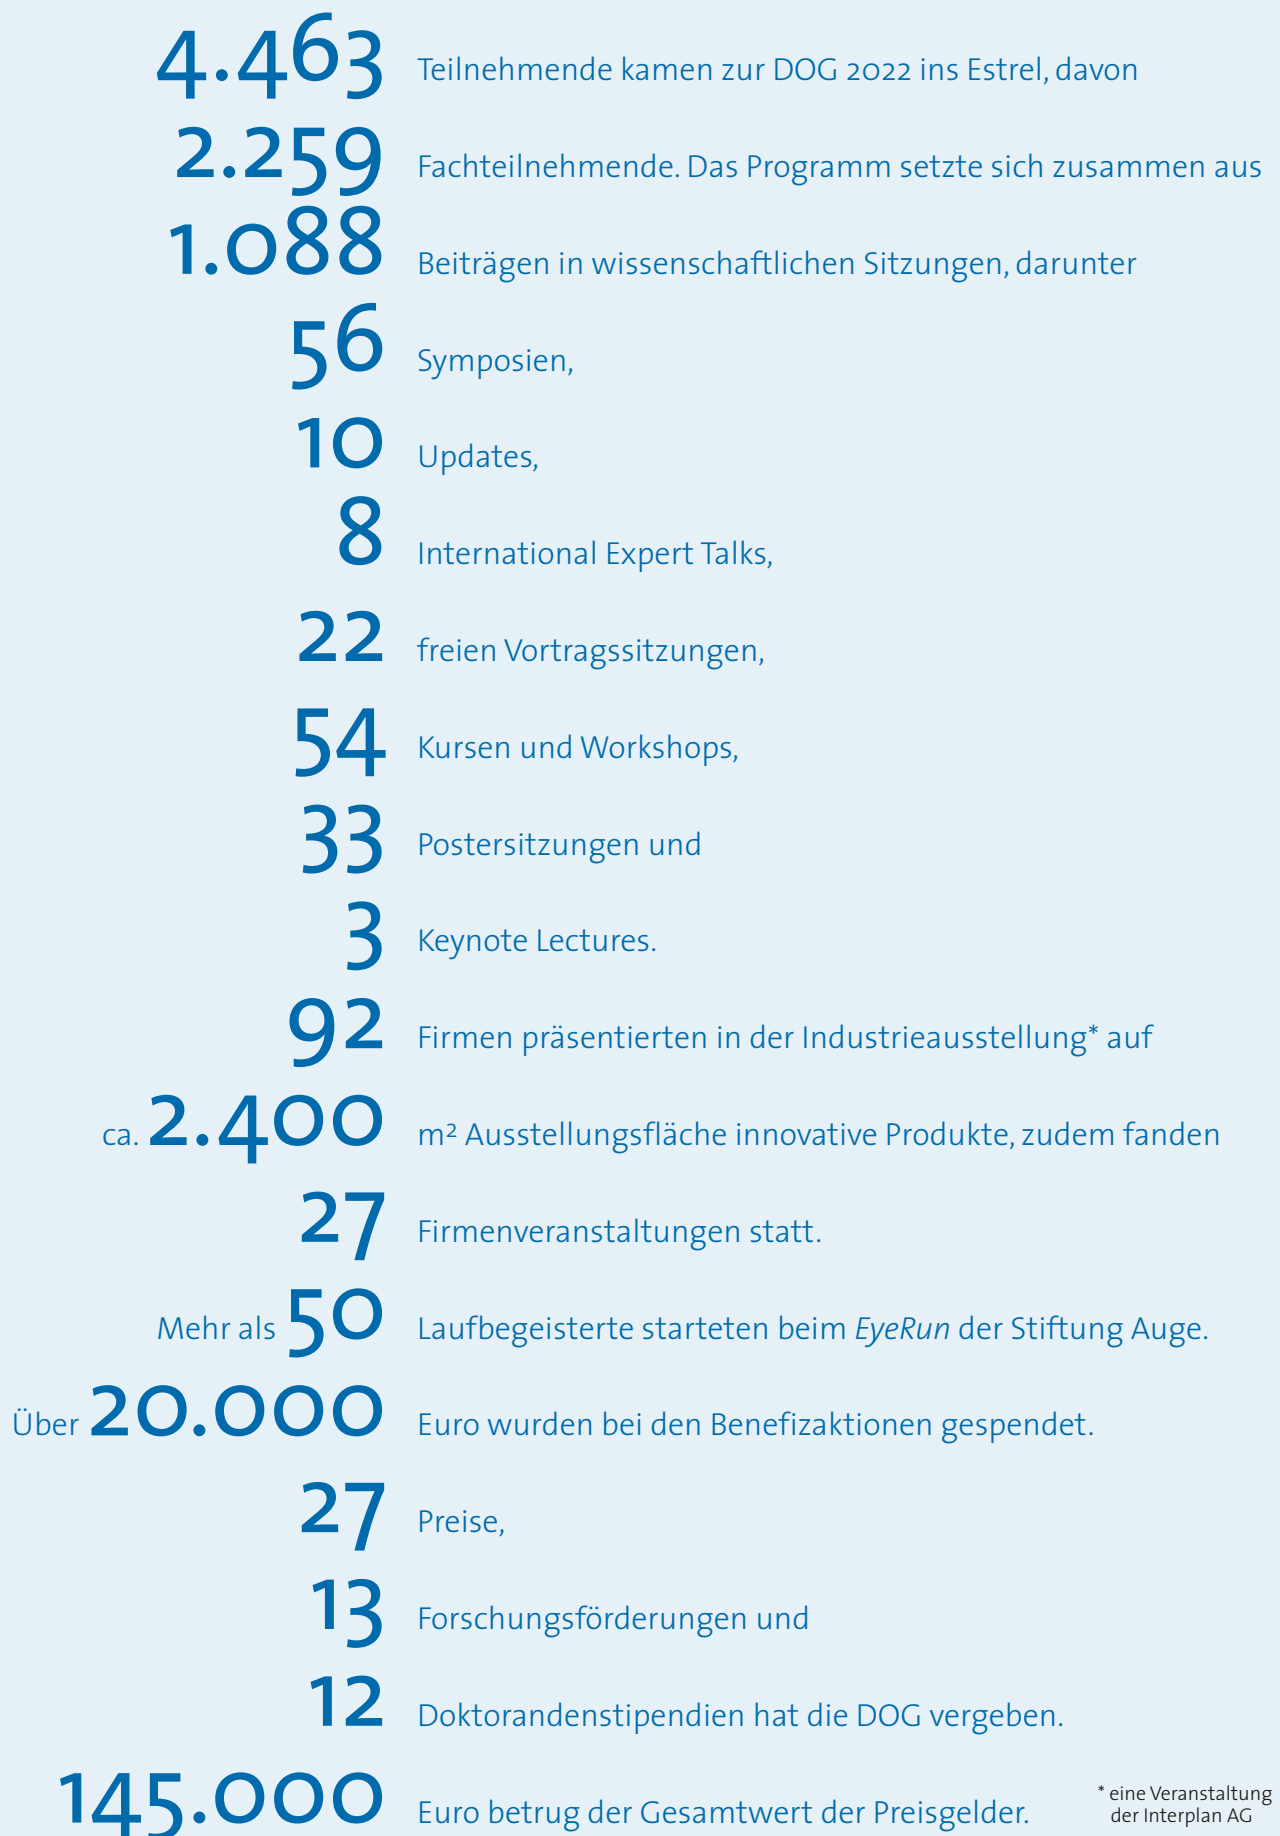 4.463 Teilnehmende kamen zur DOG 2022 ins Estrel, davon
2.259 Fachteilnehmende. Das Programm setzte sich zusammen aus
1.088 Beiträgen in wissenschaftlichen Sitzungen, darunter
56 Symposien,
10 Updates,
8 International Expert Talks,
22 freien Vortragssitzungen,
54 Kursen und Workshops,
33 Postersitzungen und
3 Keynote Lectures.
92 Firmen präsentierten in der Industrieausstellung* auf
ca. 2.400 m² Ausstellungsfläche innovative Produkte, zudem fanden
27 Firmenveranstaltungen statt.
Mehr als 50 Laufbegeisterte starteten beim EyeRun der Stiftung Auge.
Über 20.000 Euro wurden bei den Benefizaktionen gespendet.
27 Preise,
13 Forschungsförderungen und
12 Doktorandenstipendien hat die DOG vergeben.
145.000 Euro betrug der Gesamtwert der Preisgelder.
* eine Veranstaltung
der Interplan AG